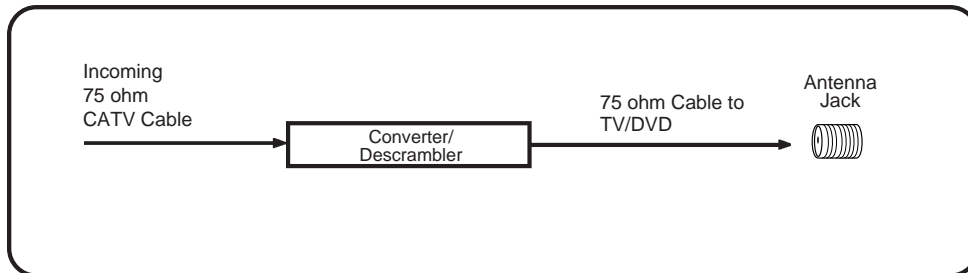 Incoming
75 ohm
CATV Cable
Converter/
Descrambler
75 ohm Cable to
TV/DVD
Antenna
Jack